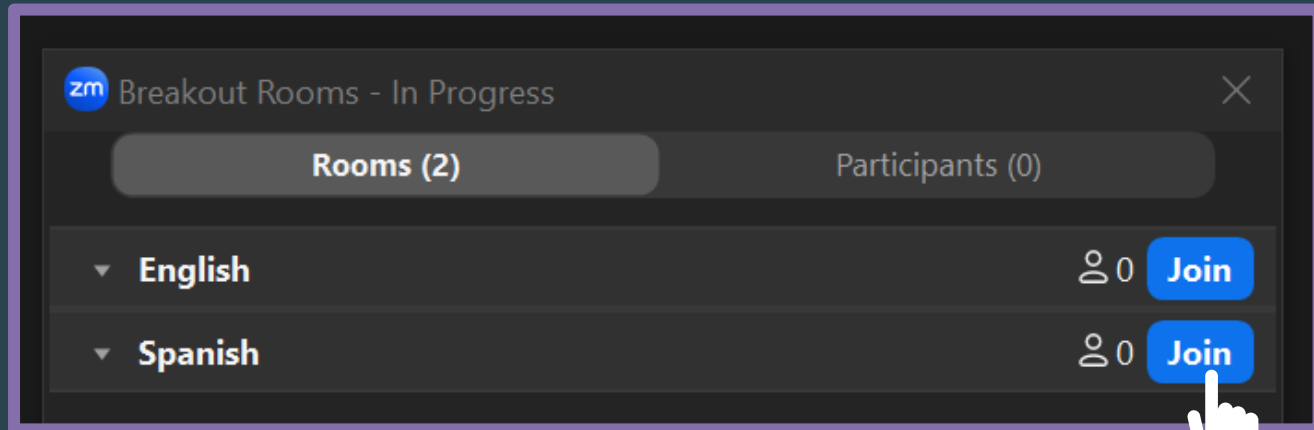 zm Breakout Rooms - In Progress
Rooms (2) Participants (0)
English 0 Join
Spanish 0 Join